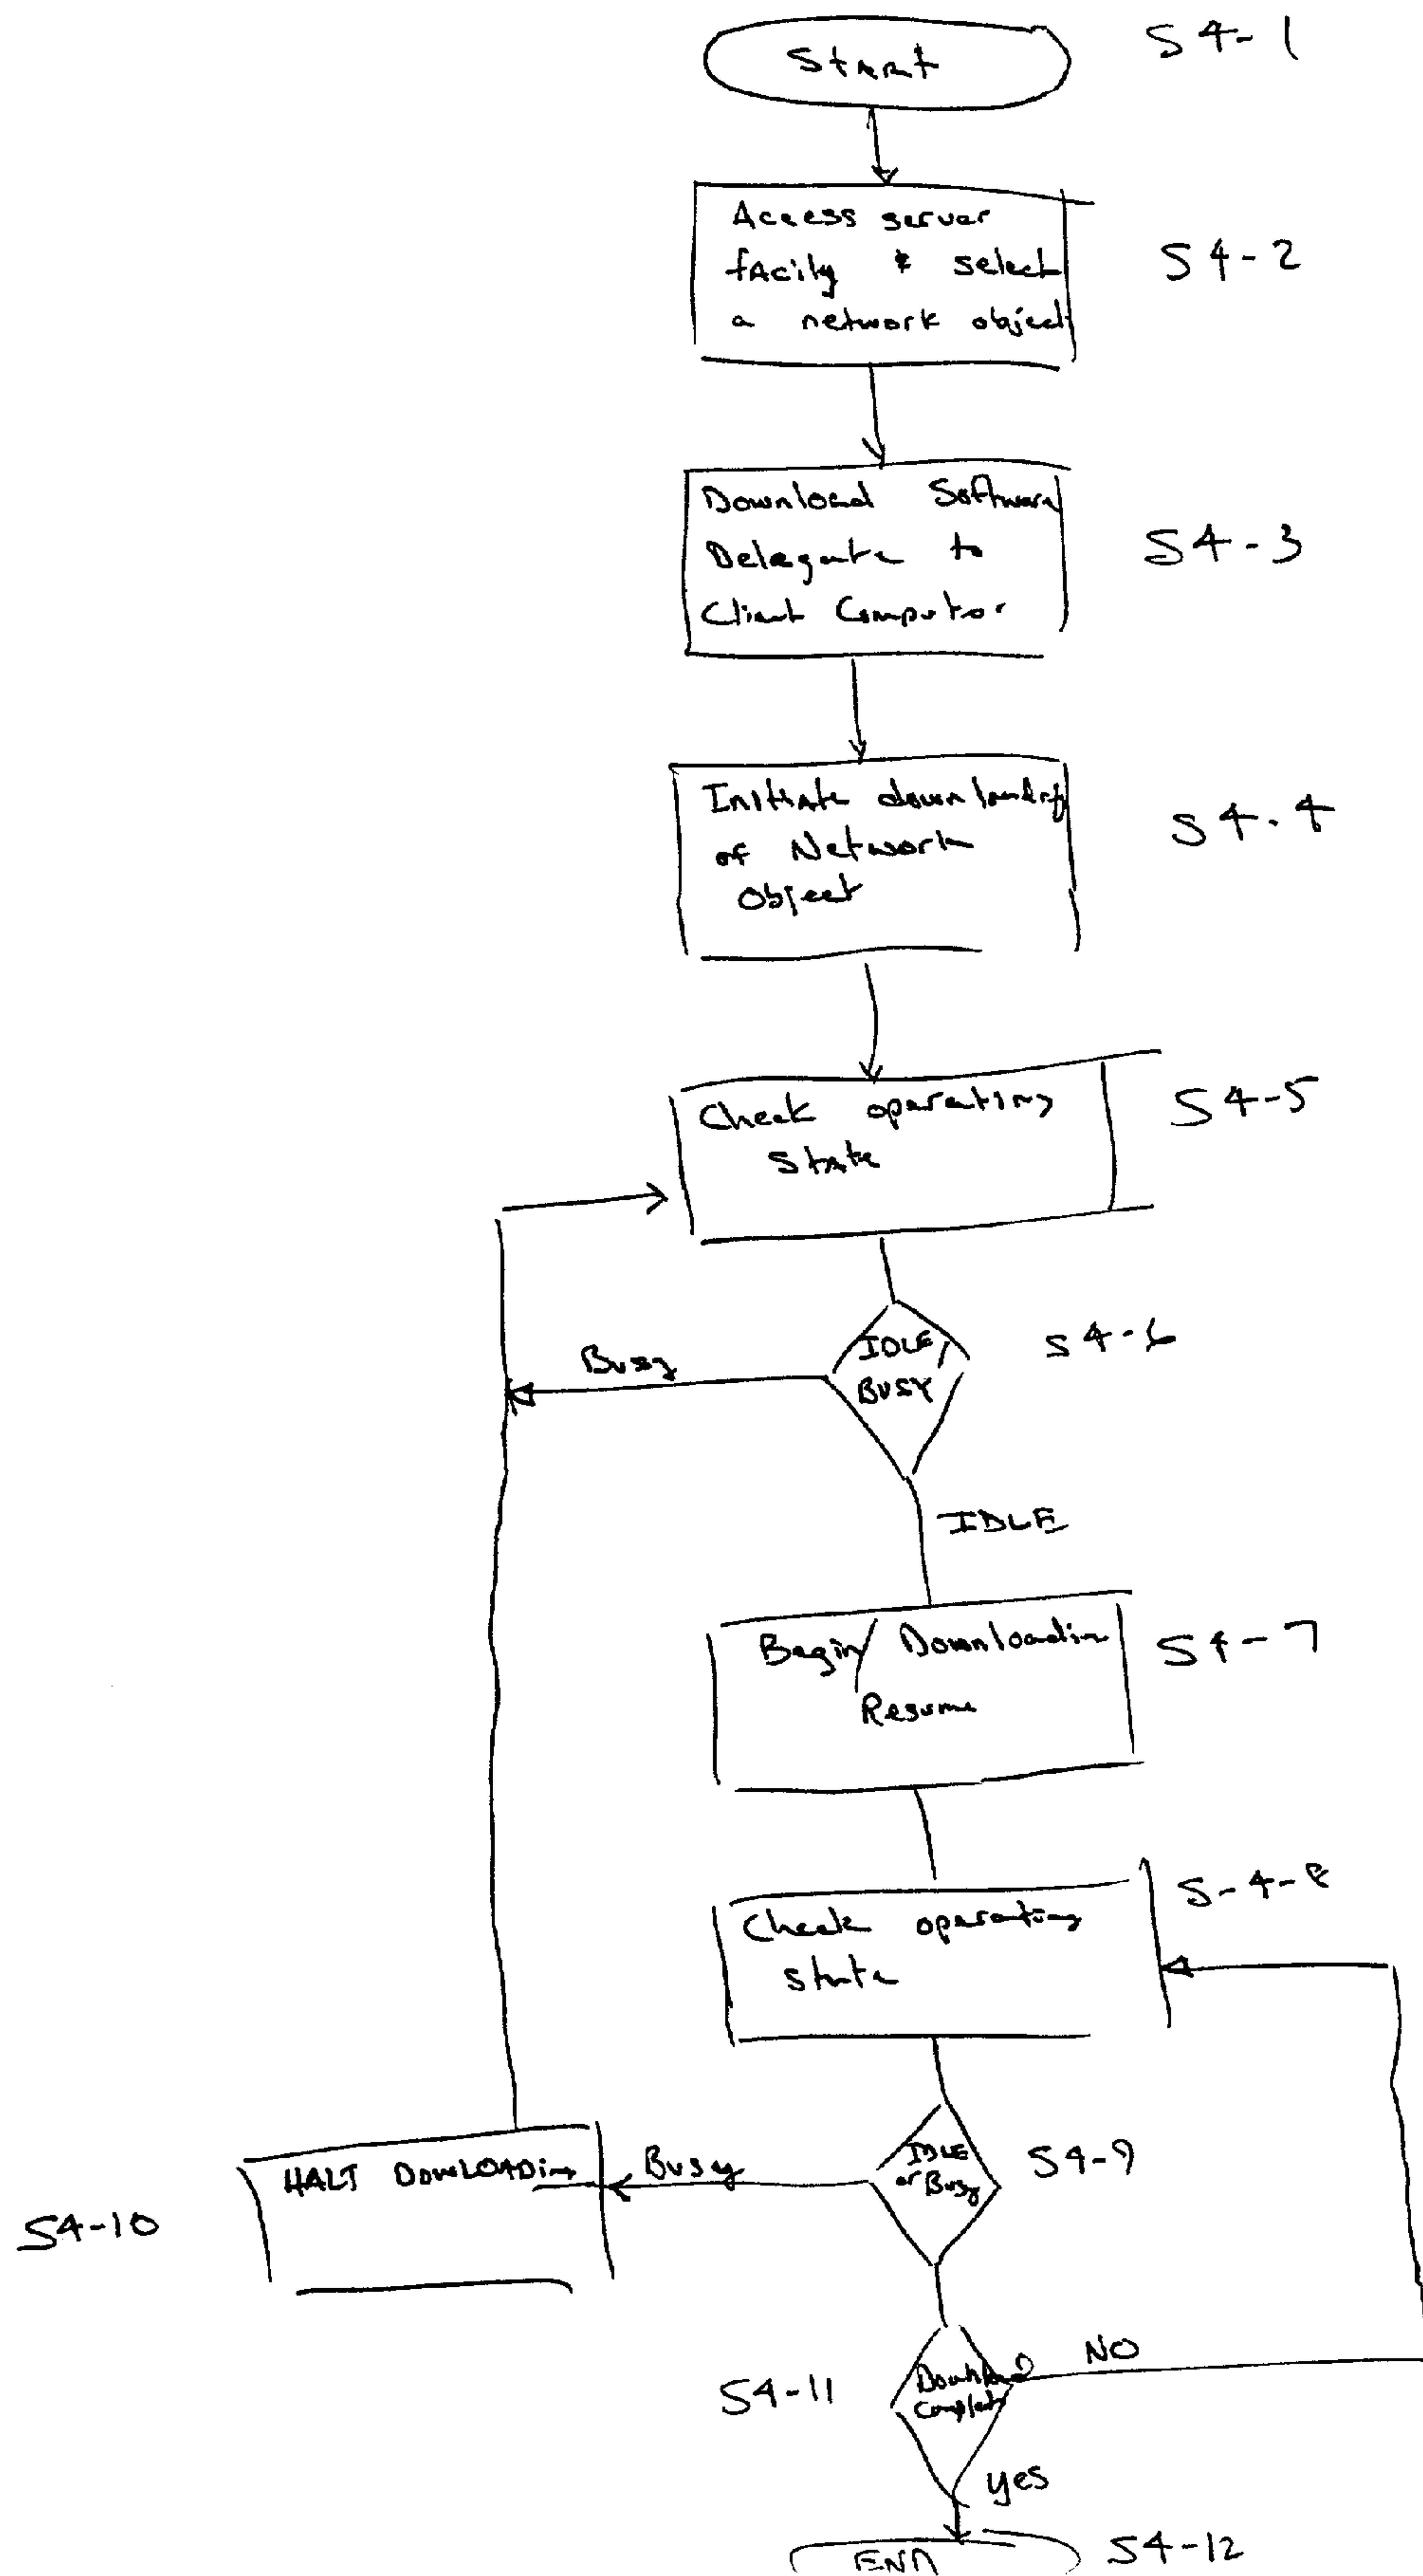 Start
S4-1
Access server
facily & select
a network object
S4-2
Download Software
Delegate to
Client Computer
S4-3
Initiate downloading
of Network
Object
S4-4
Check operating
State
S4-5
IDLE/
BUSY
S4-6
Busy
IDLE
Begin/ Downloadin
Resume
S4-7
Check operating
state
S-4-8
IDLE
or Busy
S4-9
Busy
HALT DownLOADing
S4-10
Download
Complete?
S4-11
NO
yes
END
S4-12